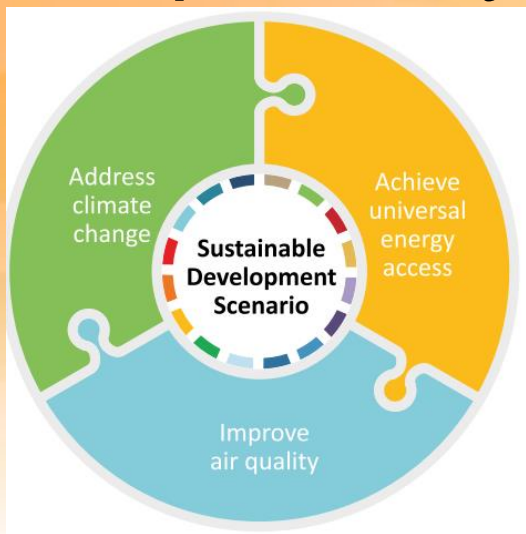 Address
climate
change
Achieve
universal
energy
access
Sustainable
Development
Scenario
Improve
air quality